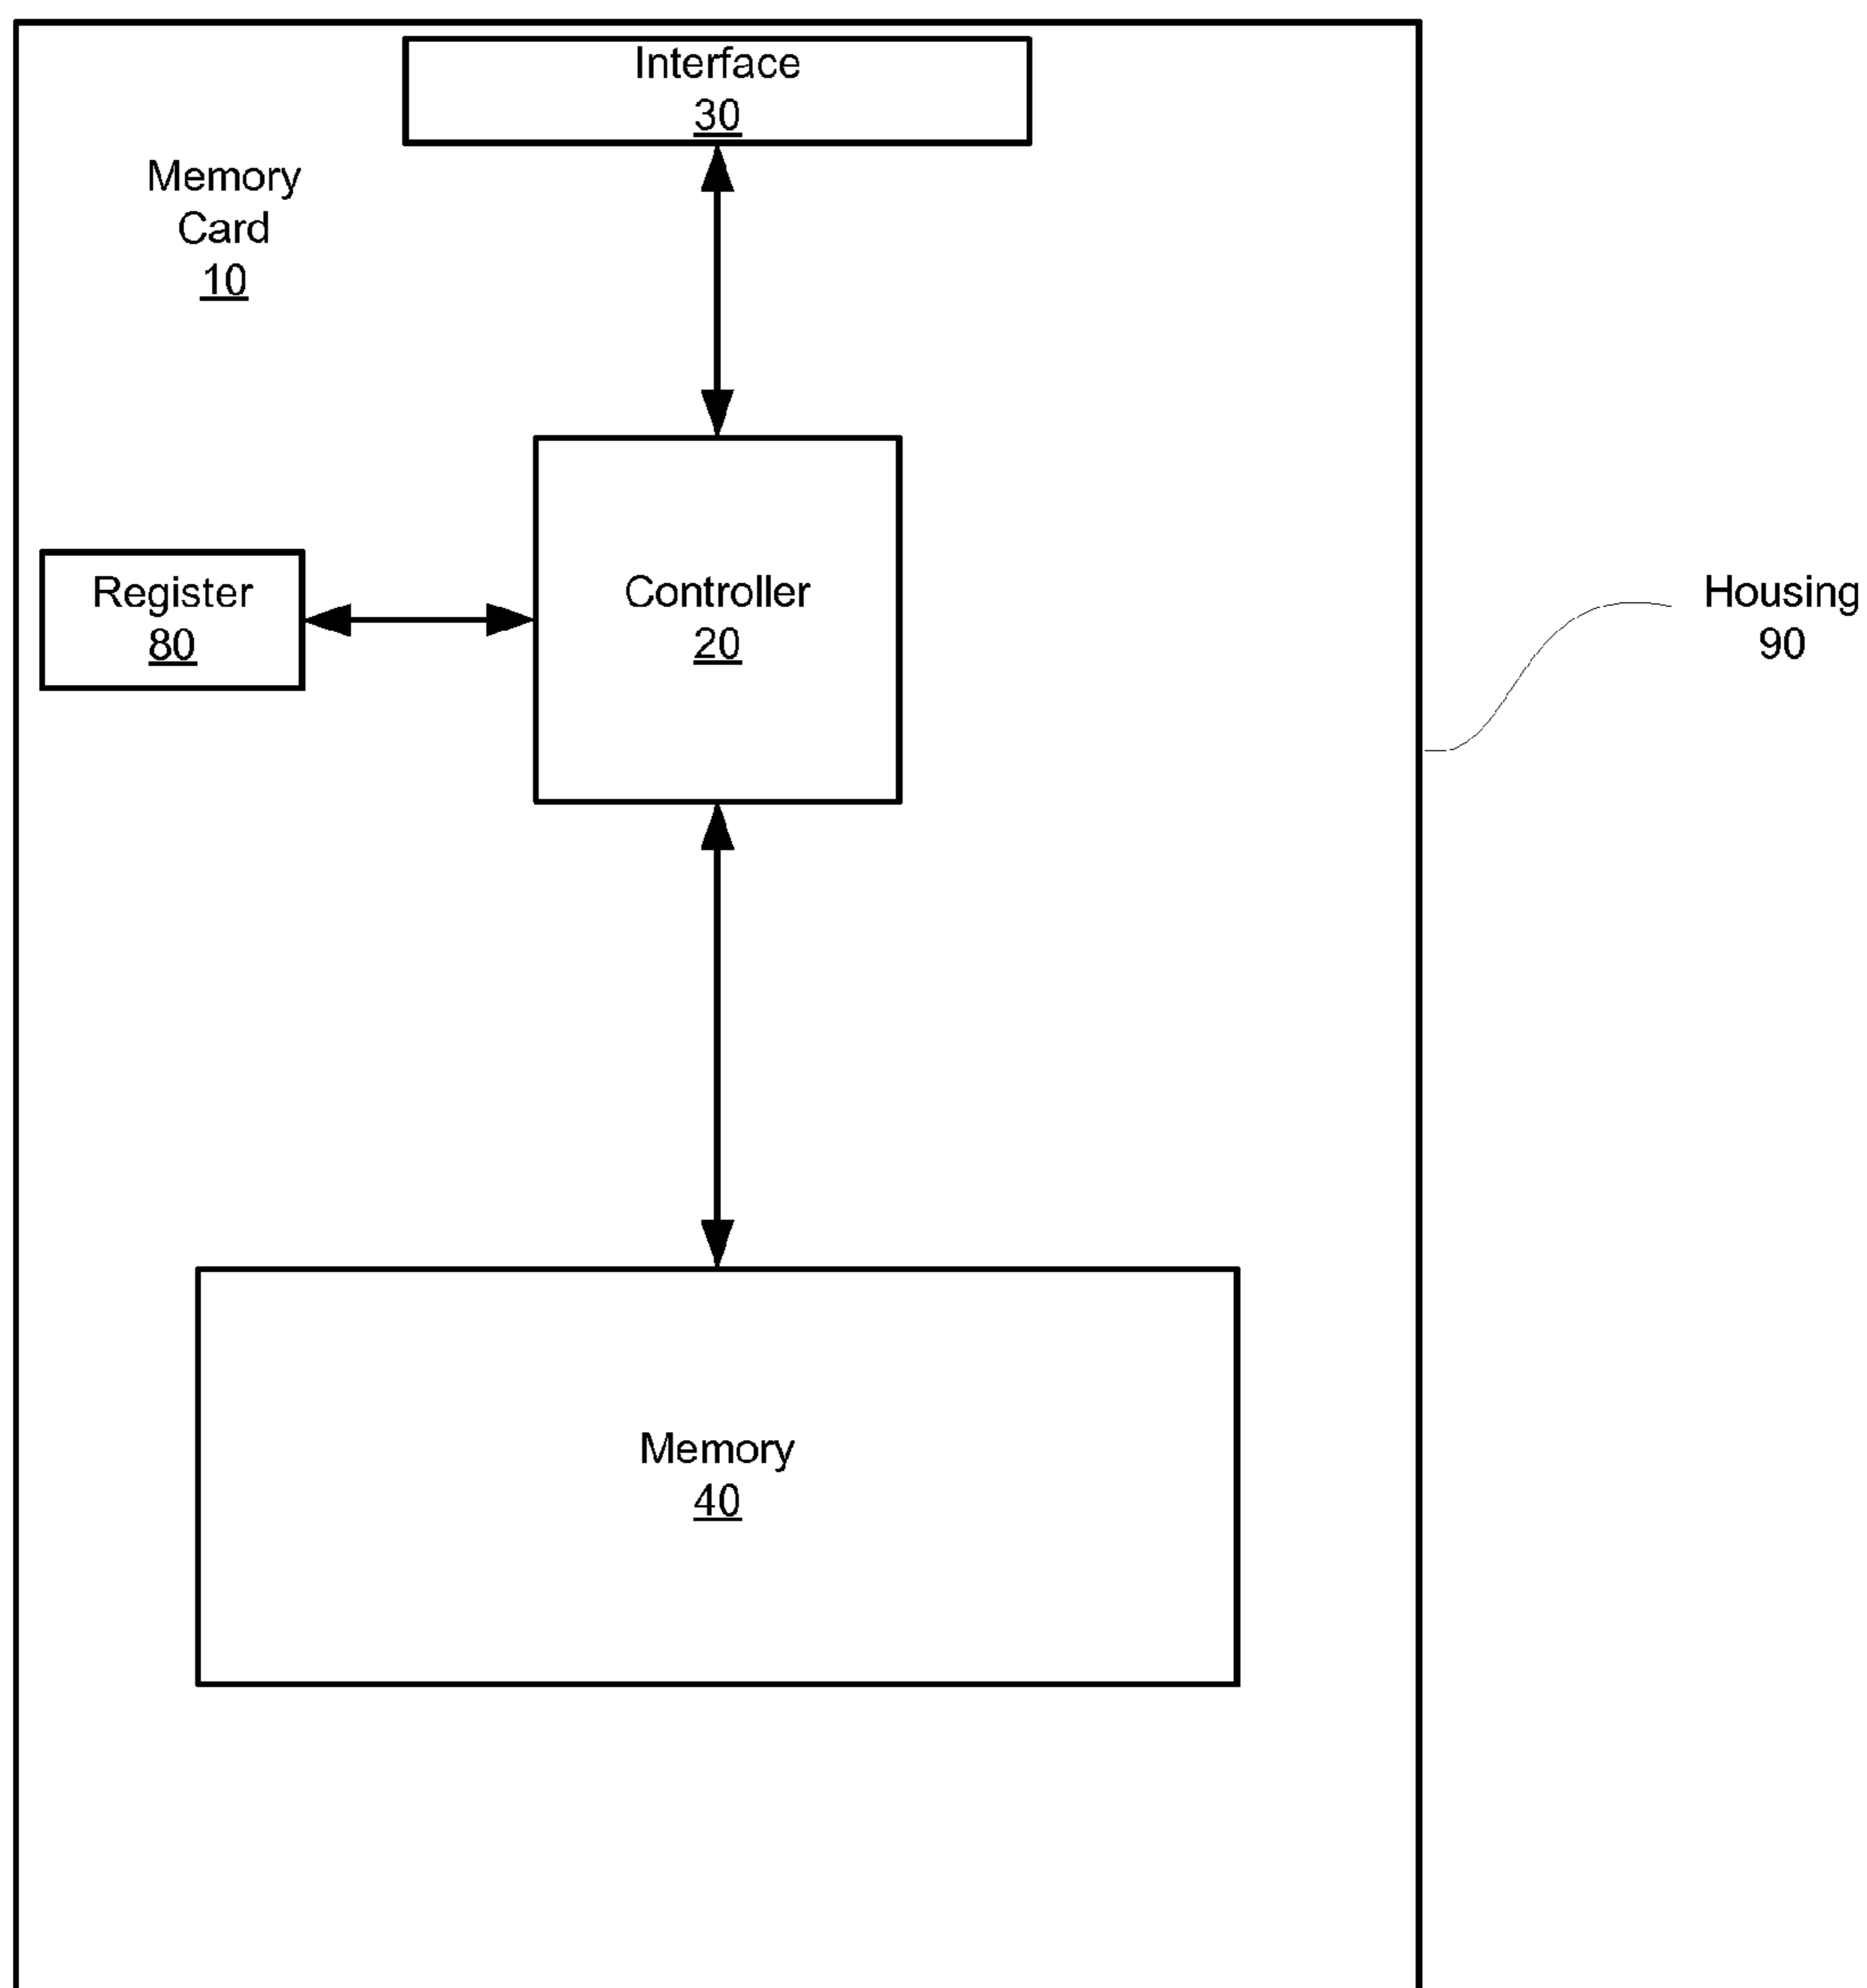 Interface
30
Memory
Card
10
Register
80
Controller
20
Housing
90
Memory
40